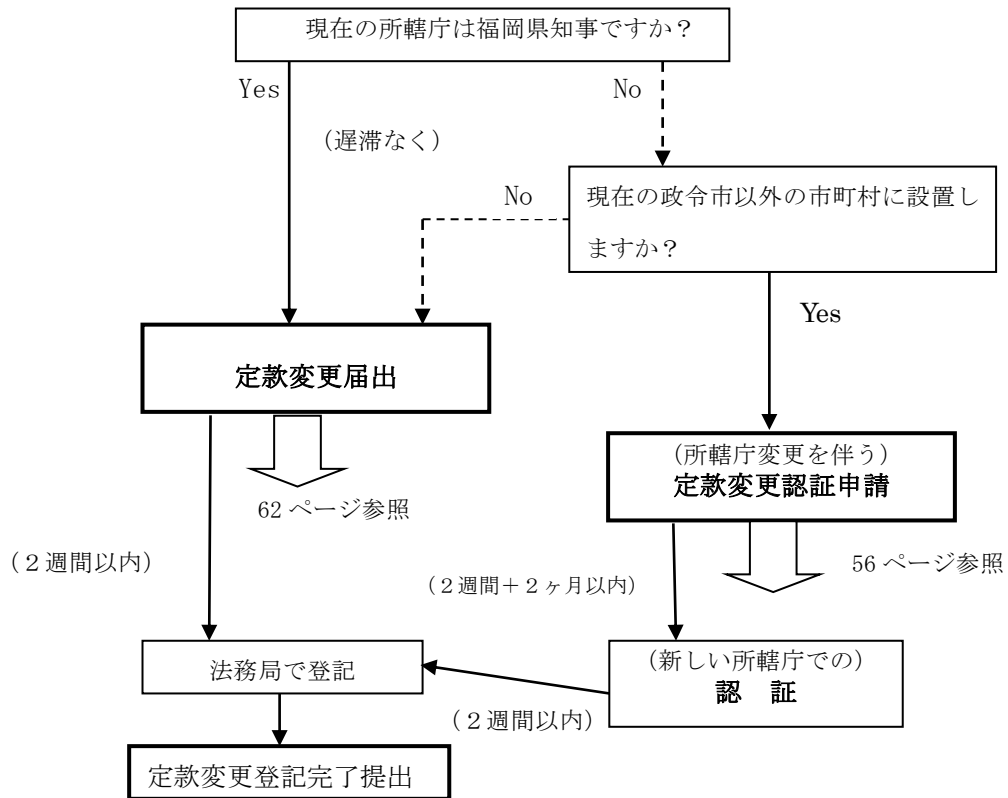 現在の所轄庁は福岡県知事ですか？
Yes
No
（遅滞なく）
現在の政令市以外の市町村に設置し
ますか？
No
Yes
定款変更届出
（所轄庁変更を伴う）
定款変更認証申請
62 ページ参照
（２週間以内）
56 ページ参照
（２週間＋２ヶ月以内）
法務局で登記
（新しい所轄庁での）
認　証
（２週間以内）
定款変更登記完了提出